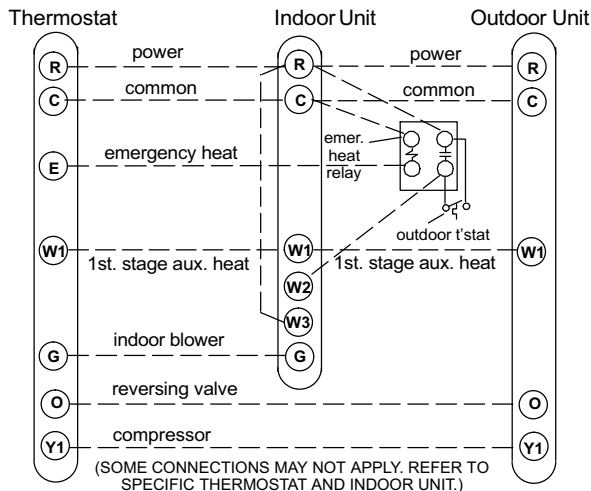 Thermostat Indoor Unit Outdoor Unit
R power R power R
C common C common C
emer.
heat
relay
E emergency heat
outdoor t'stat
W1 1st. stage aux. heat W1 1st. stage aux. heat W1
W2
W3
G indoor blower G
O reversing valve O
Y1 compressor Y1
(SOME CONNECTIONS MAY NOT APPLY. REFER TO
SPECIFIC THERMOSTAT AND INDOOR UNIT.)